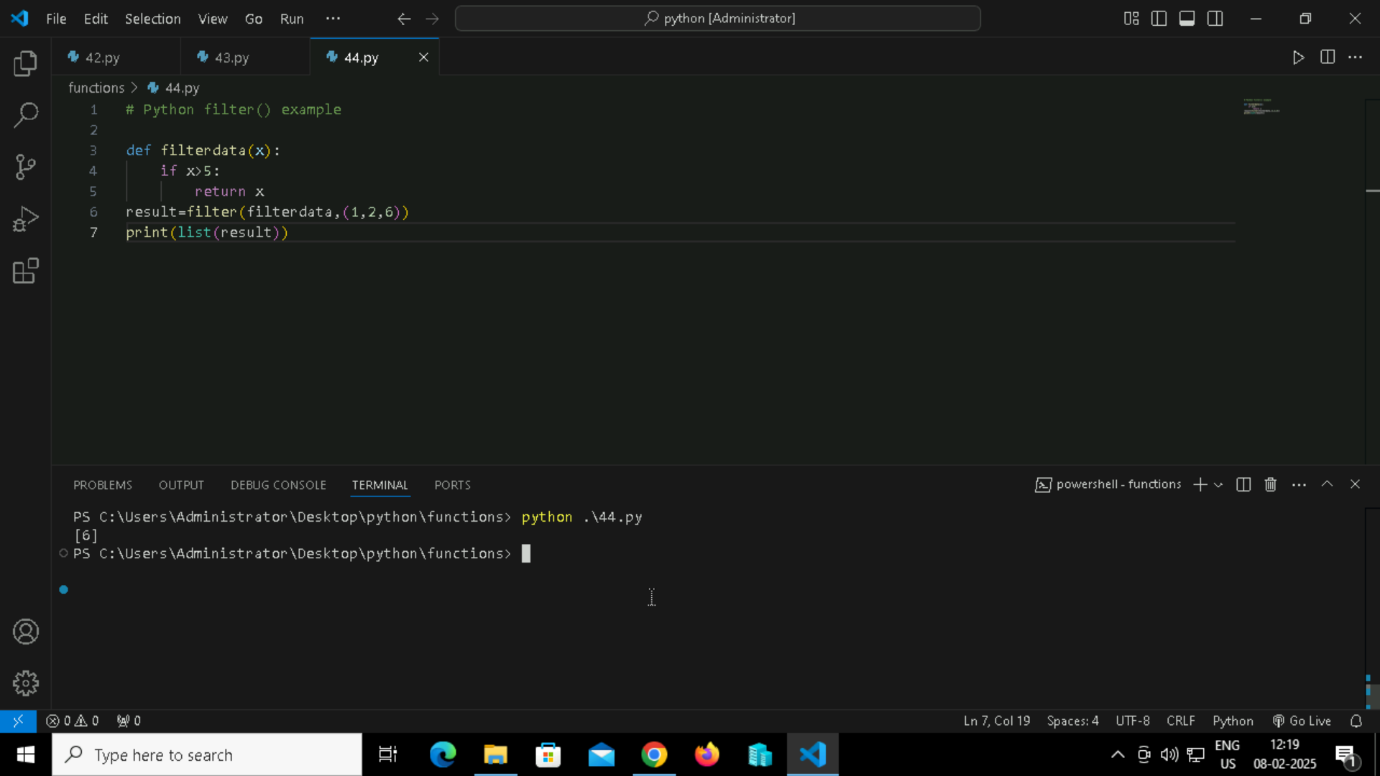 File Edit Selection View Go Run ··· python [Administrator]
42.py 43.py 44.py
functions > 44.py
1 # Python filter() example
2
3 def filterdata(x):
4 if x>5:
5 return x
6 result=filter(filterdata,(1,2,6))
7 print(list(result))
PROBLEMS OUTPUT DEBUG CONSOLE TERMINAL PORTS powershell - functions
PS C:\Users\Administrator\Desktop\python\functions> python .\44.py
[6]
PS C:\Users\Administrator\Desktop\python\functions>
0 0 0 Ln 7, Col 19 Spaces: 4 UTF-8 CRLF Python Go Live
Type here to search ENG US 12:19 08-02-2025 1